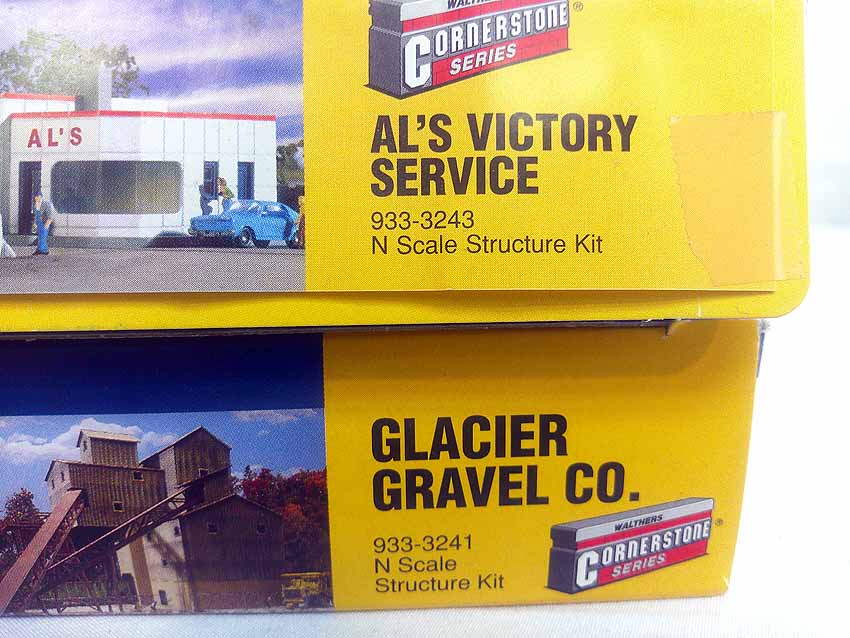 WALTHERS
CORNERSTONE®
SERIES
AL'S
AL'S VICTORY
SERVICE
933-3243
N Scale Structure Kit
GLACIER
GRAVEL CO.
933-3241
N Scale
Structure Kit
WALTHERS
CORNERSTONE®
SERIES